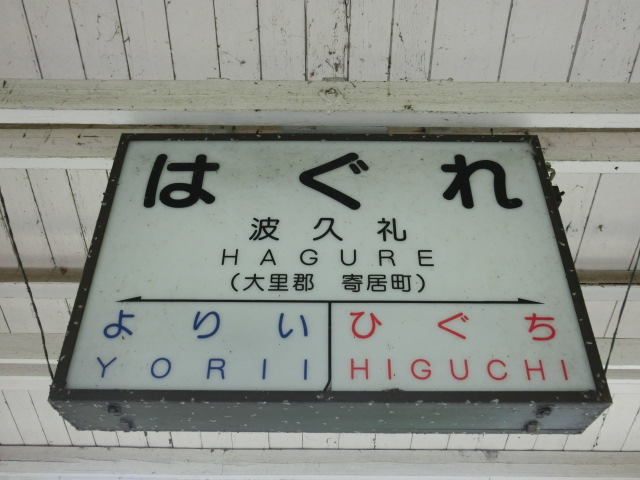 はぐれ
波久礼
HAGURE
(大里郡 寄居町)
よりい ひぐち
YORII HIGUCHI